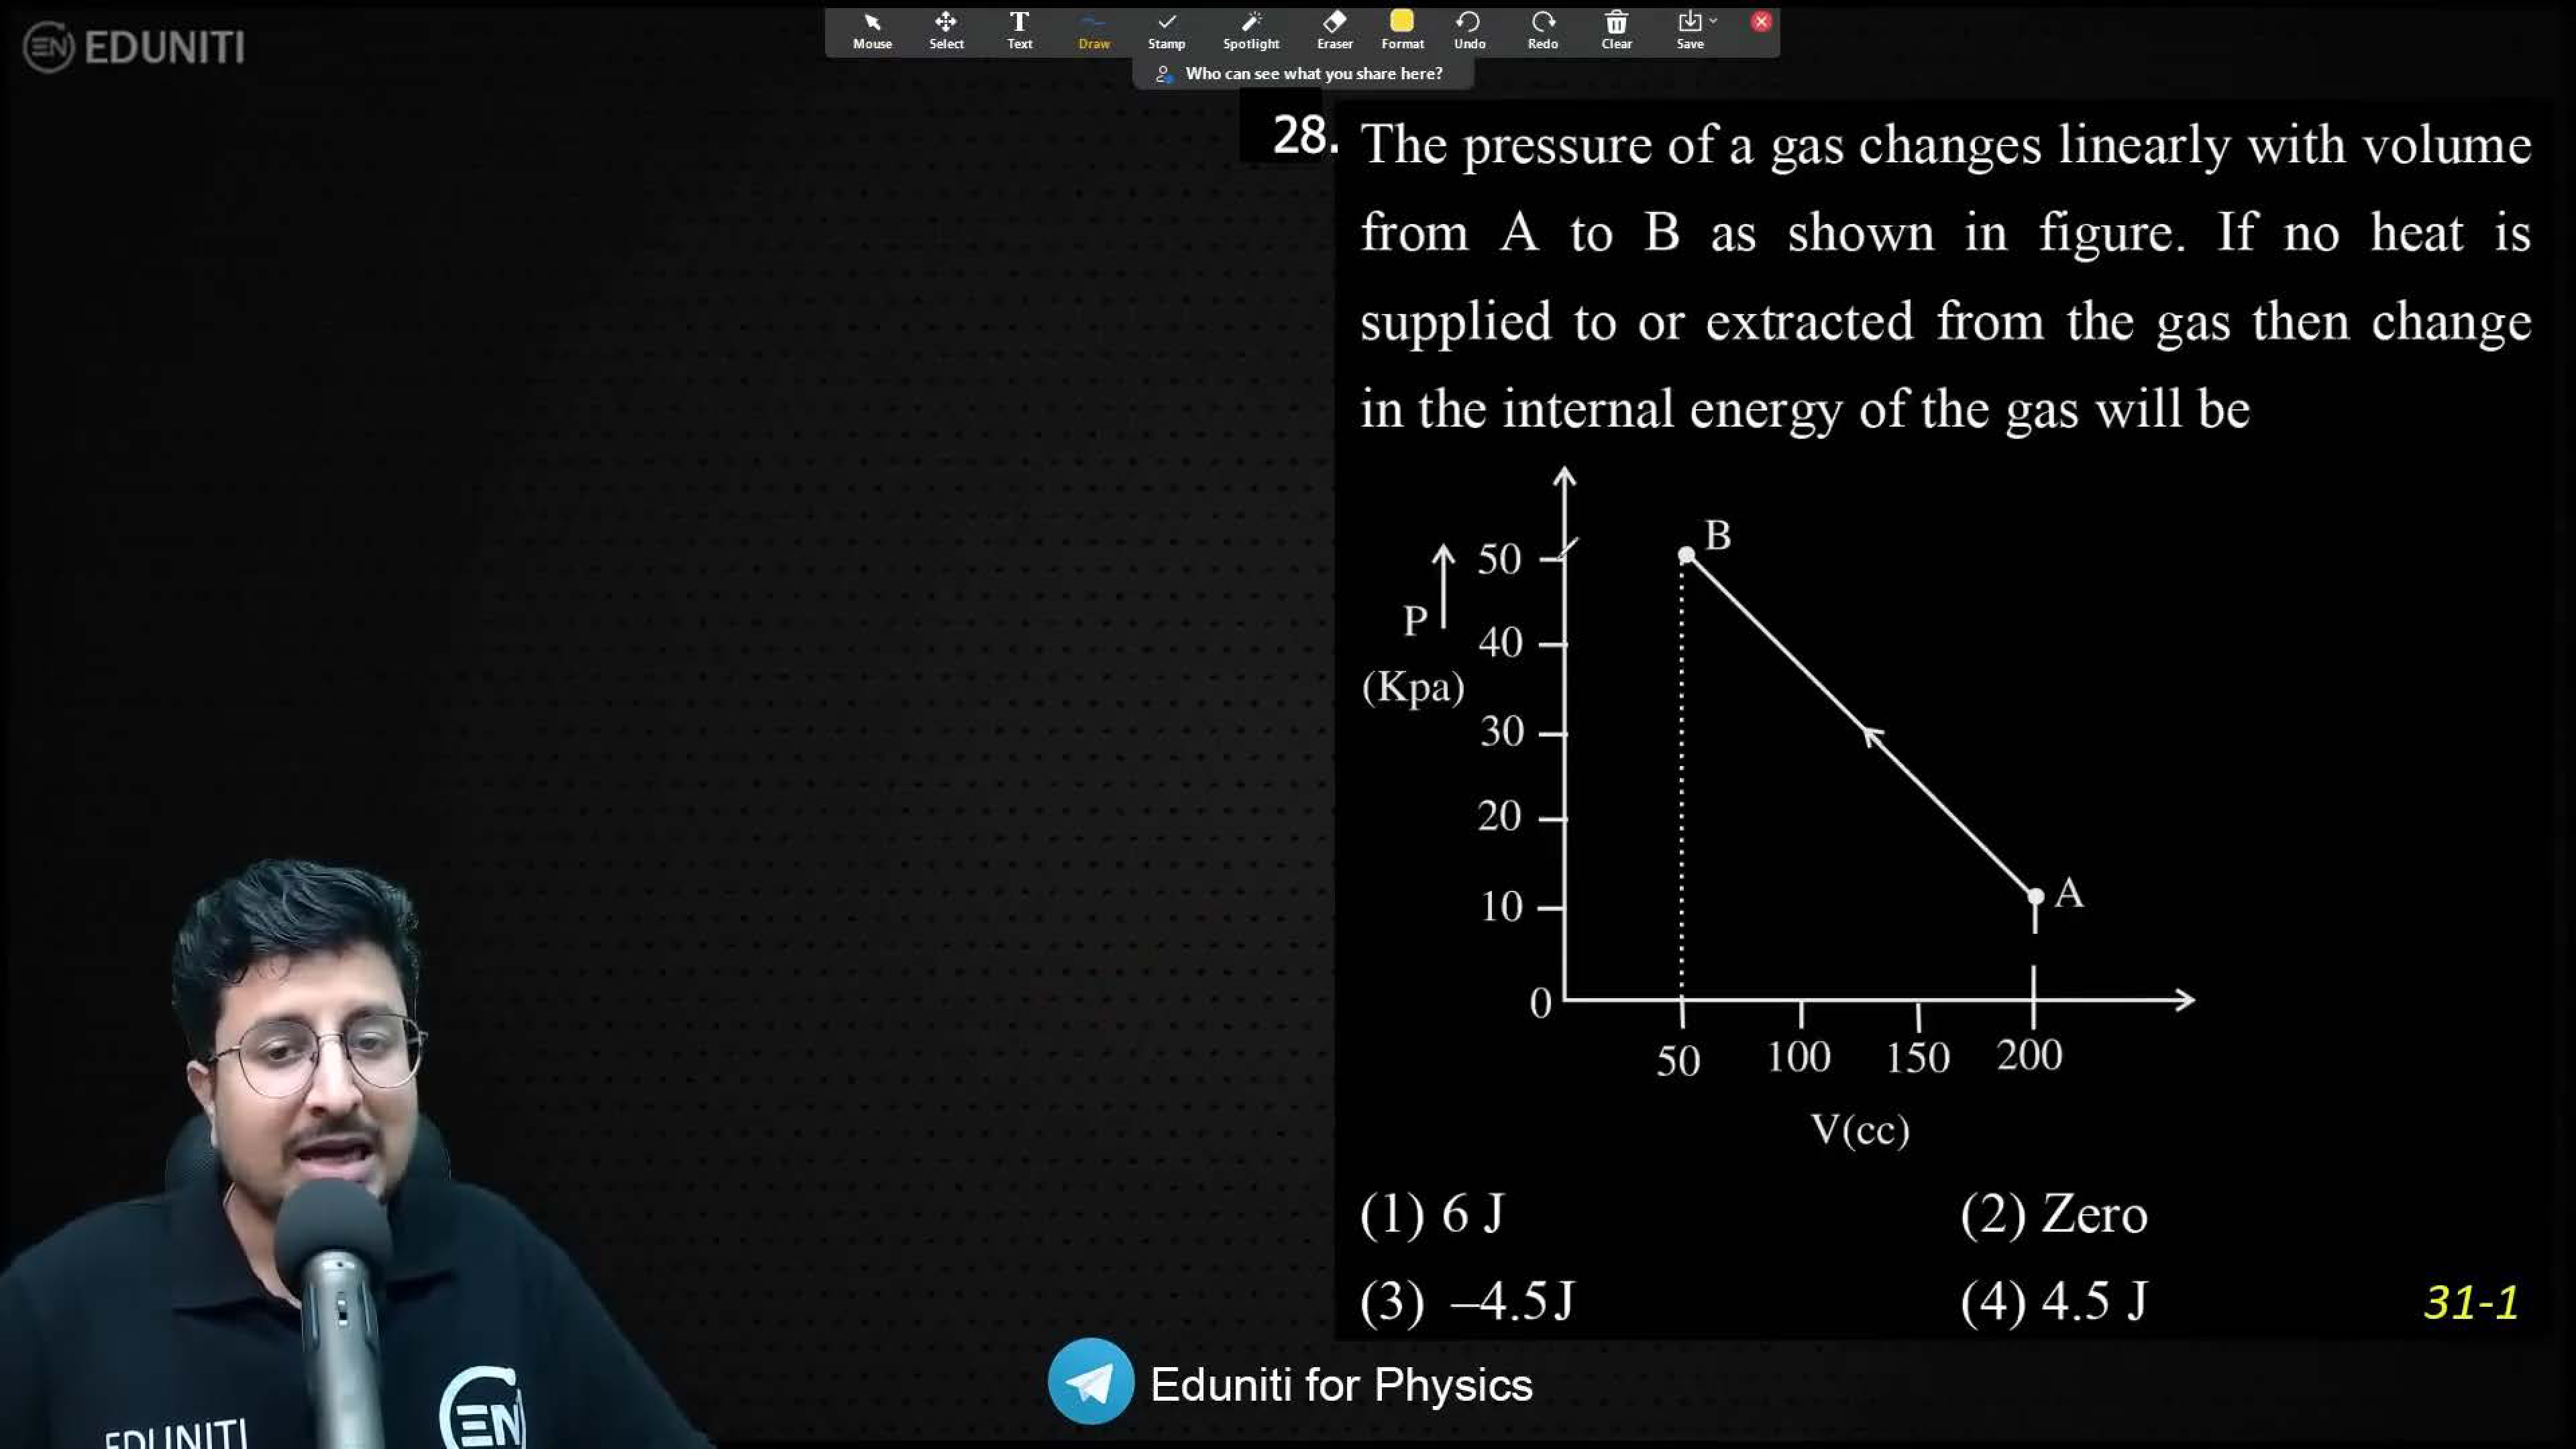 EN EDUNITI
Mouse Select Text Draw Stamp Spotlight Eraser Format Undo Redo Clear Save
Who can see what you share here?
28. The pressure of a gas changes linearly with volume
from A to B as shown in figure. If no heat is
supplied to or extracted from the gas then change
in the internal energy of the gas will be
B
50
P
40
(Kpa)
30
20
A
10
0
50 100 150 200
V(cc)
(1) 6 J (2) Zero
(3) –4.5J (4) 4.5 J
31-1
Eduniti for Physics
EDUNITI
EN